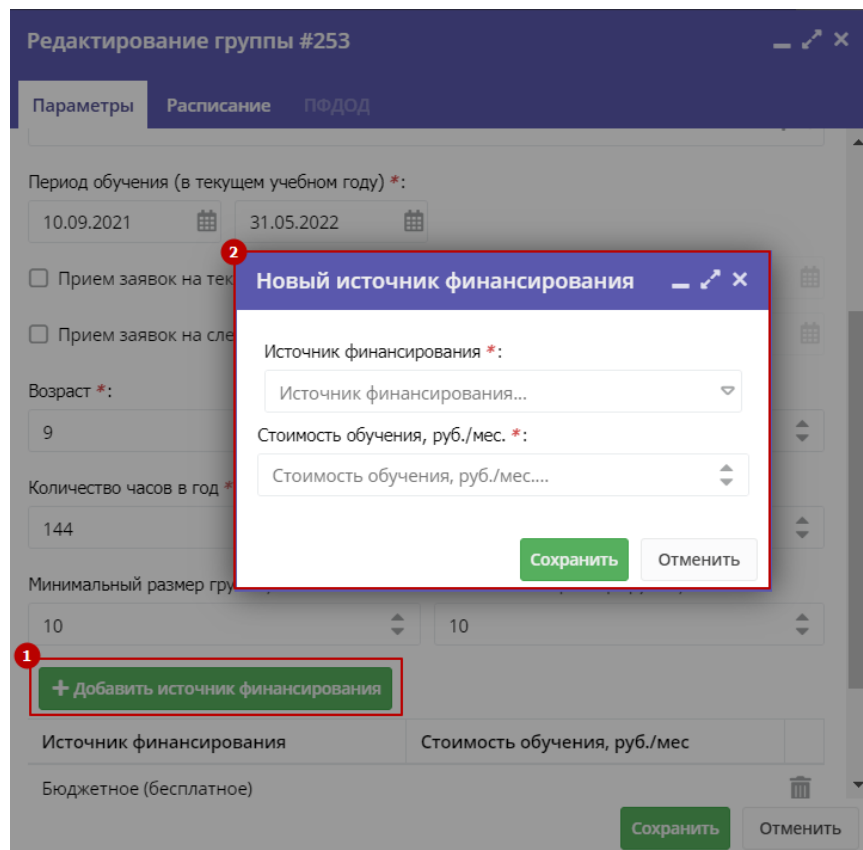 Редактирование группы #253
Параметры Расписание ПФДОД
Период обучения (в текущем учебном году) *:
10.09.2021 31.05.2022
2
Прием заявок на тек
Новый источник финансирования
Прием заявок на сле
Источник финансирования *:
Источник финансирования...
Возраст *:
9
Стоимость обучения, руб./мес. *:
Стоимость обучения, руб./мес....
Количество часов в год *
144
Сохранить Отменить
Минимальный размер гру
10 10
1
+ Добавить источник финансирования
Источник финансирования Стоимость обучения, руб./мес
Бюджетное (бесплатное)
Сохранить Отменить